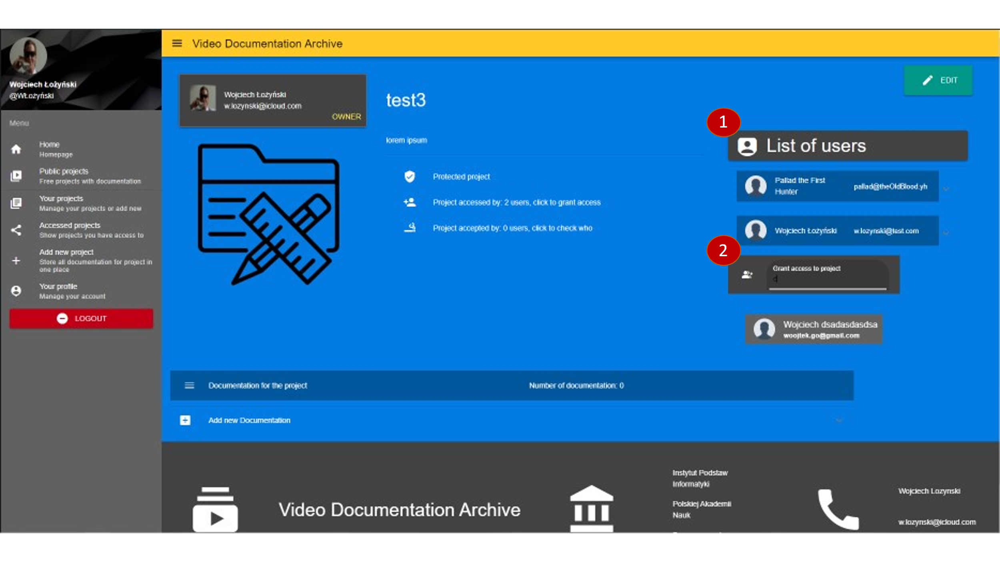 Wojciech Łożyński
@WŁożyński
Menu
Home
Homepage
Public projects
Free projects with documentation
Your projects
Manage your projects or add new
Accessed projects
Show projects you have access to
Add new project
Store all documentation for project in
one place
Your profile
Manage your account
LOGOUT
Video Documentation Archive
Wojciech Łożyński
w.lozynski@icloud.com
OWNER
test3
lorem ipsum
Protected project
Project accessed by: 2 users, click to grant access
Project accepted by: 0 users, click to check who
EDIT
1
List of users
Pallad the First
Hunter
pallad@theOldBlood.yh
Wojciech Łożyński
w.lozynski@test.com
2
Grant access to project
d
Wojciech dsadasdasdsa
woojtek.go@gmail.com
Documentation for the project
Number of documentation: 0
Add new Documentation
Video Documentation Archive
Instytut Podstaw
Informatyki
Polskiej Akademii
Nauk
Wojciech Lozynski
w.lozynski@icloud.com